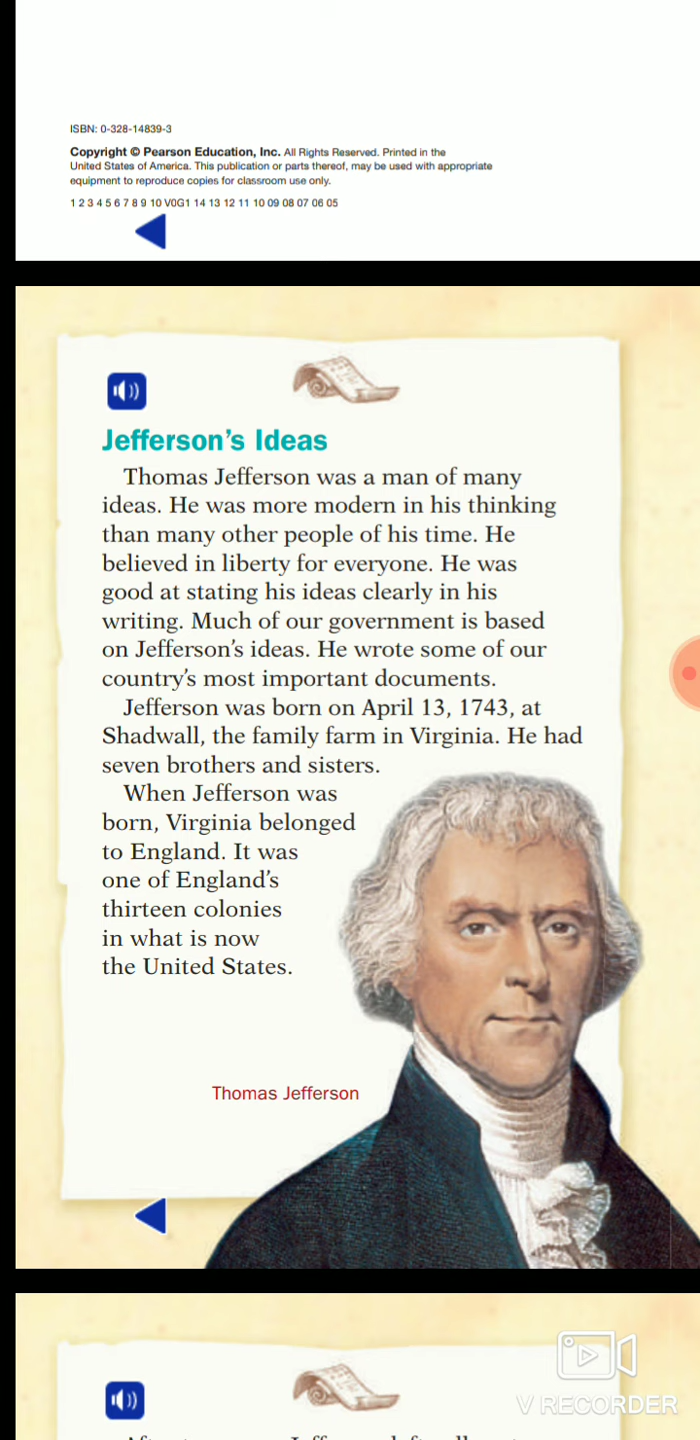 ISBN: 0-328-14839-3
Copyright © Pearson Education, Inc. All Rights Reserved. Printed in the
United States of America. This publication or parts thereof, may be used with appropriate
equipment to reproduce copies for classroom use only.
1 2 3 4 5 6 7 8 9 10 V0G1 14 13 12 11 10 09 08 07 06 05
Jefferson's Ideas
Thomas Jefferson was a man of many
ideas. He was more modern in his thinking
than many other people of his time. He
believed in liberty for everyone. He was
good at stating his ideas clearly in his
writing. Much of our government is based
on Jefferson's ideas. He wrote some of our
country's most important documents.
Jefferson was born on April 13, 1743, at
Shadwall, the family farm in Virginia. He had
seven brothers and sisters.
When Jefferson was
born, Virginia belonged
to England. It was
one of England's
thirteen colonies
in what is now
the United States.
Thomas Jefferson
V RECORDER